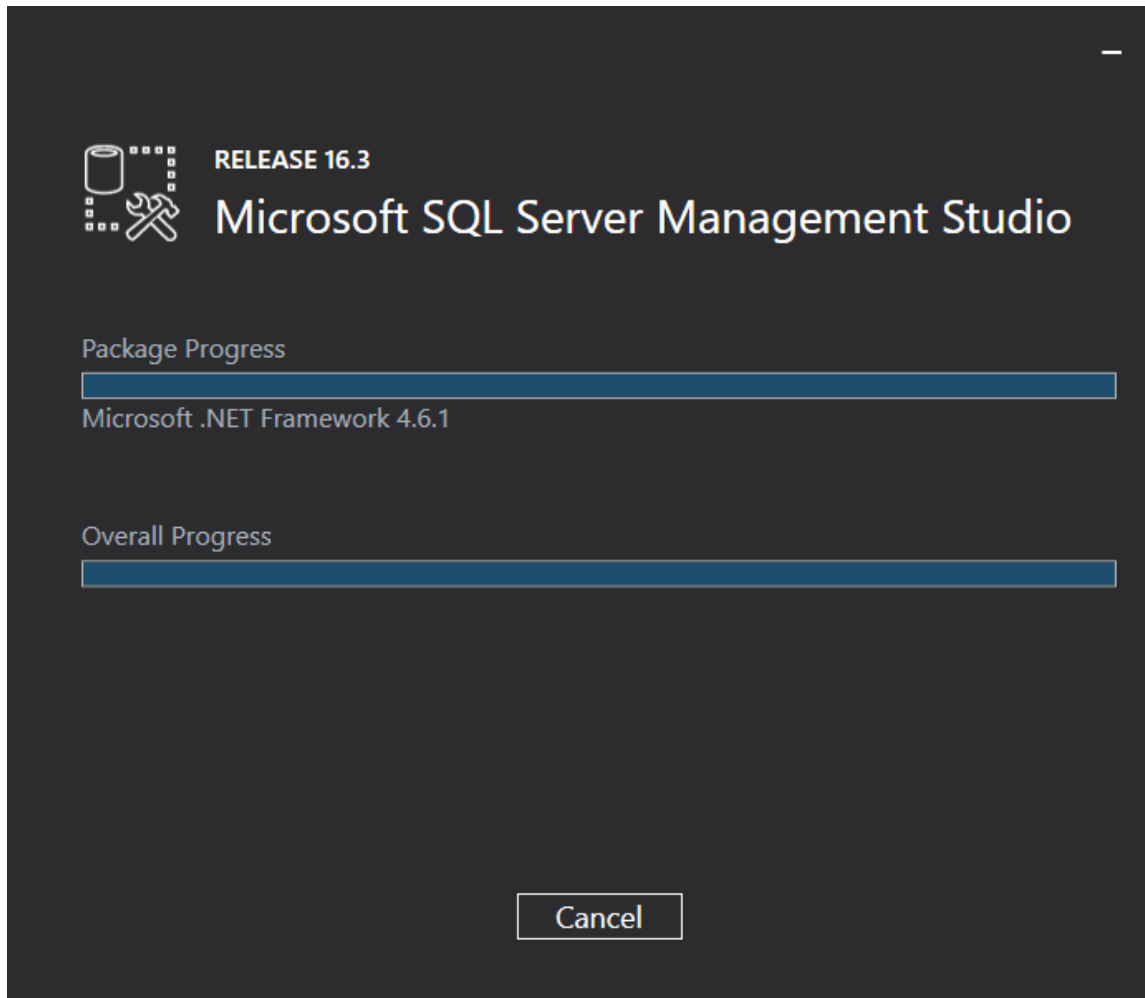 RELEASE 16.3
Microsoft SQL Server Management Studio
Package Progress
Microsoft .NET Framework 4.6.1
Overall Progress
Cancel